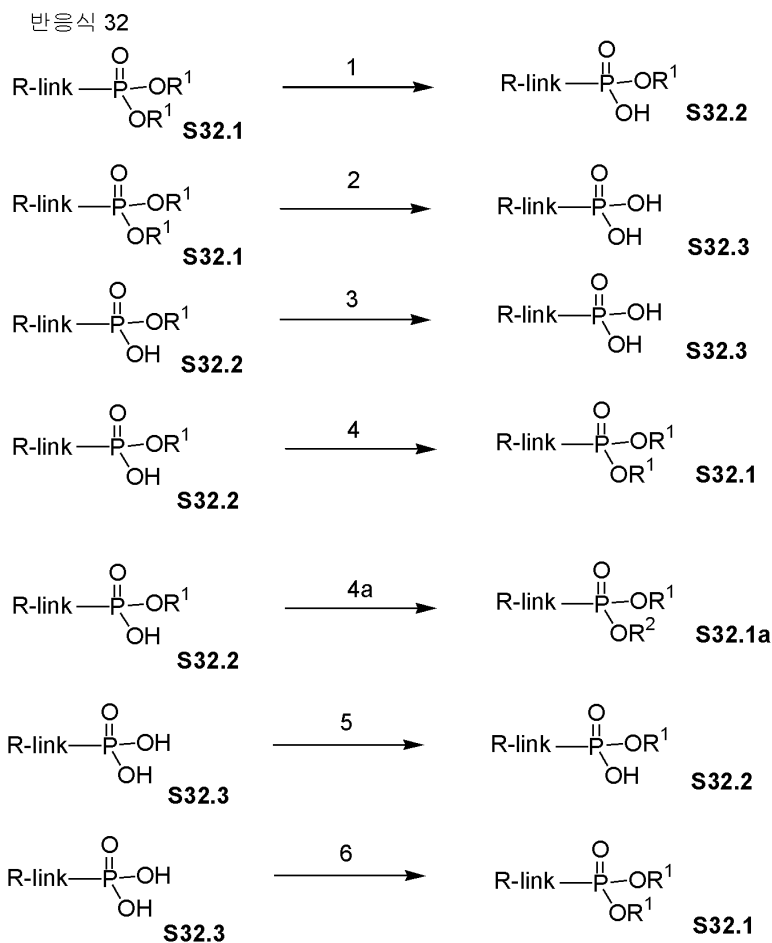 반응식 32
O
R-link P OR¹ 1 O
OR¹ S32.1 R-link P OR¹
OH S32.2
O 2 O
R-link P OR¹ R-link P OH
OR¹ S32.1 OH S32.3
O 3 O
R-link P OR¹ R-link P OH
OH S32.2 OH S32.3
O 4 O
R-link P OR¹ R-link P OR¹
OH S32.2 OR¹ S32.1
O 4a O
R-link P OR¹ R-link P OR¹
OH S32.2 OR² S32.1a
O 5 O
R-link P OH R-link P OR¹
OH S32.3 OH S32.2
O 6 O
R-link P OH R-link P OR¹
OH S32.3 OR¹ S32.1